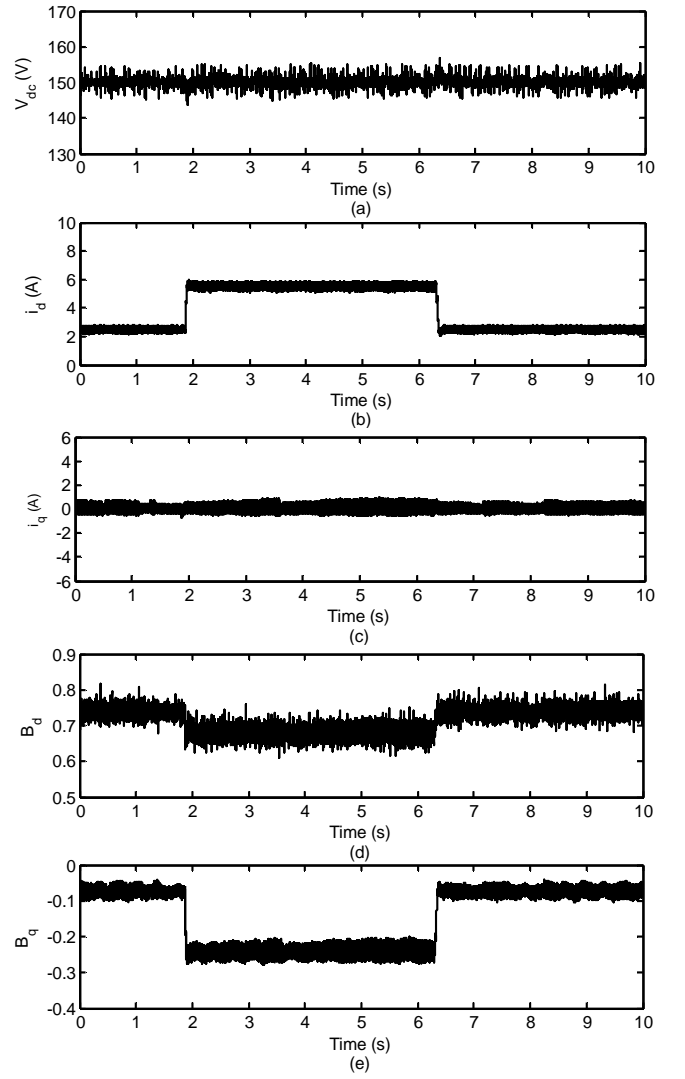 170
160
150
140
130
V_dc (V)
0 1 2 3 4 5 6 7 8 9 10
Time (s)
(a)
10
8
6
4
2
0
i_d (A)
0 1 2 3 4 5 6 7 8 9 10
Time (s)
(b)
6
4
2
0
-2
-4
-6
i_q (A)
0 1 2 3 4 5 6 7 8 9 10
Time (s)
(c)
0.9
0.8
0.7
0.6
0.5
B_d
0 1 2 3 4 5 6 7 8 9 10
Time (s)
(d)
0
-0.1
-0.2
-0.3
-0.4
B_q
0 1 2 3 4 5 6 7 8 9 10
Time (s)
(e)